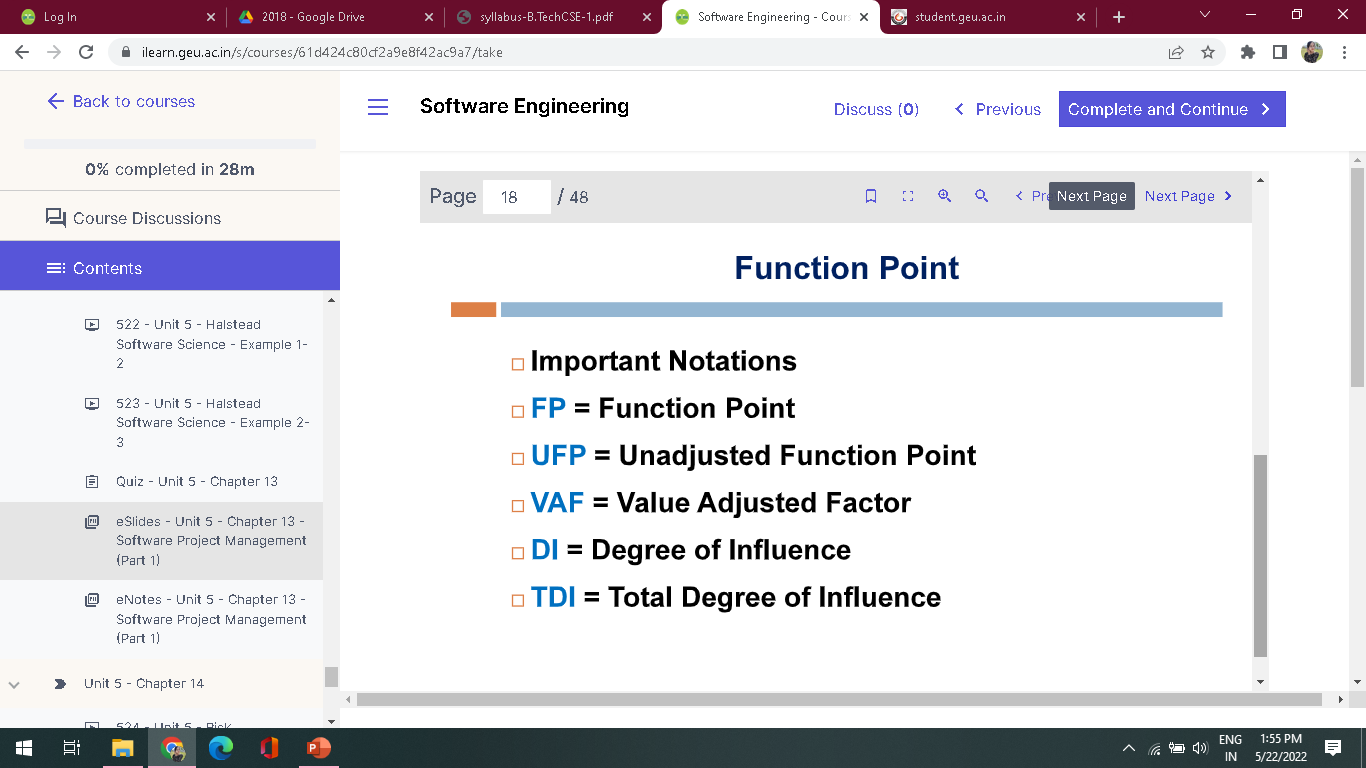 Log In
2018 - Google Drive
syllabus-B.TechCSE-1.pdf
Software Engineering - Cour
student.geu.ac.in
ilearn.geu.ac.in/s/courses/61d424c80cf2a9e8f42ac9a7/take
Back to courses
0% completed in 28m
Course Discussions
Contents
522 - Unit 5 - Halstead
Software Science - Example 1-
2
523 - Unit 5 - Halstead
Software Science - Example 2-
3
Quiz - Unit 5 - Chapter 13
eSlides - Unit 5 - Chapter 13 -
Software Project Management
(Part 1)
eNotes - Unit 5 - Chapter 13 -
Software Project Management
(Part 1)
Unit 5 - Chapter 14
524 - Unit 5 - Risk
Software Engineering
Discuss (0)
Previous
Complete and Continue
Page 18 / 48
Pre
Next Page
Next Page
Function Point
Important Notations
FP = Function Point
UFP = Unadjusted Function Point
VAF = Value Adjusted Factor
DI = Degree of Influence
TDI = Total Degree of Influence
ENG
IN
1:55 PM
5/22/2022